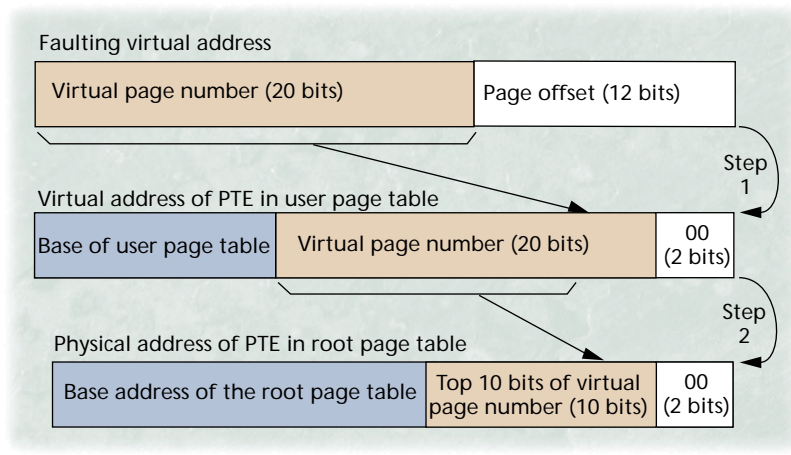 Faulting virtual address
Virtual page number (20 bits)
Page offset (12 bits)
Step
1
Virtual address of PTE in user page table
Base of user page table
Virtual page number (20 bits)
00
(2 bits)
Step
2
Physical address of PTE in root page table
Base address of the root page table
Top 10 bits of virtual
page number (10 bits)
00
(2 bits)